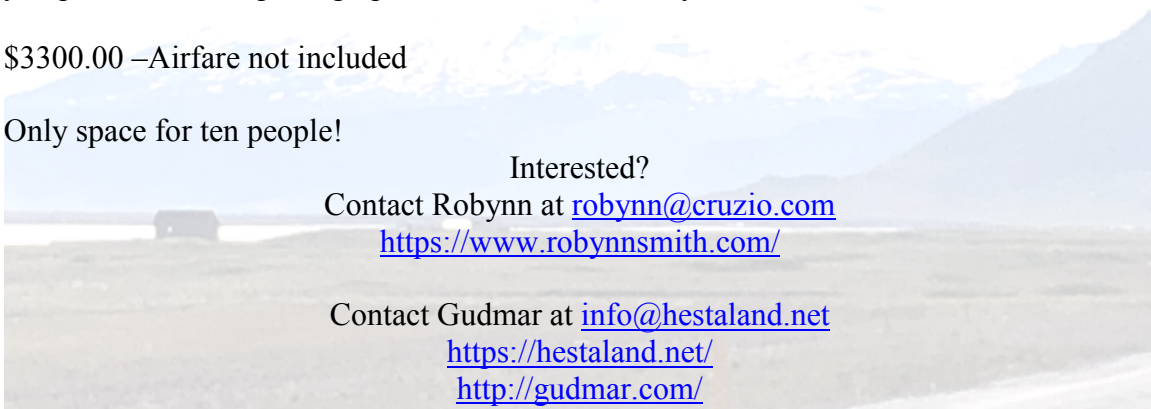 $3300.00 –Airfare not included
Only space for ten people!
Interested?
Contact Robynn at robynn@cruzio.com
https://www.robynnsmith.com/
Contact Gudmar at info@hestaland.net
https://hestaland.net/
http://gudmar.com/